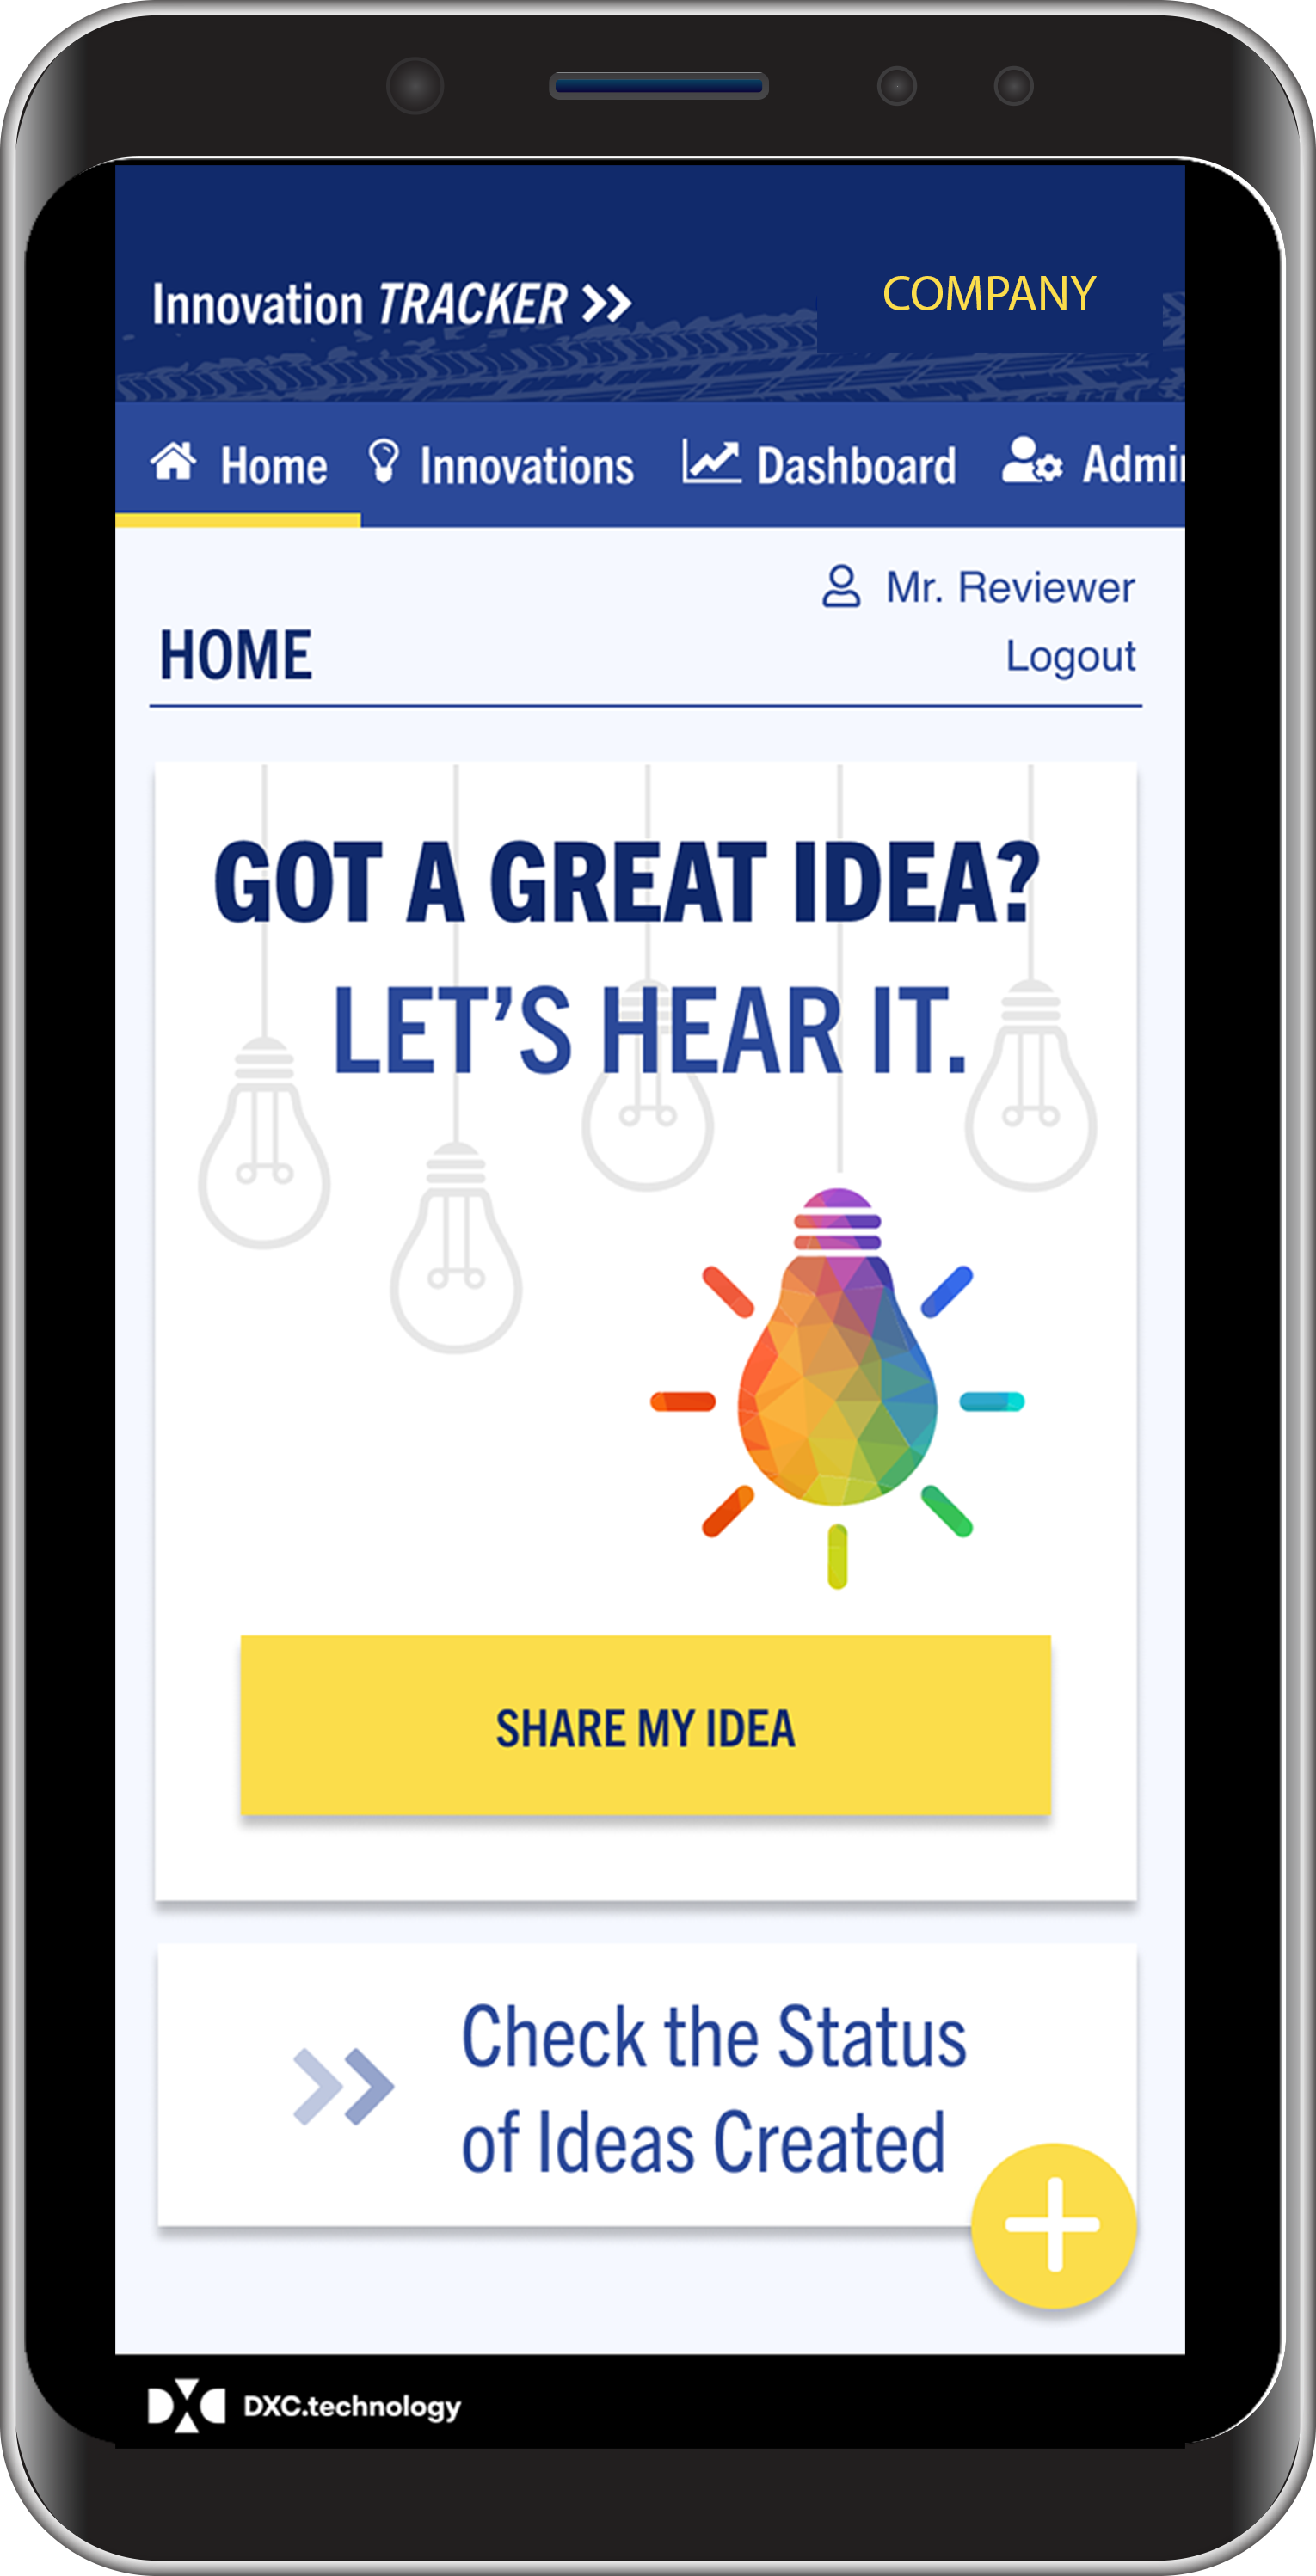 Innovation TRACKER >>
COMPANY
Home Innovations Dashboard Admi
Mr. Reviewer
HOME
Logout
GOT A GREAT IDEA?
LET’S HEAR IT.
SHARE MY IDEA
Check the Status
of Ideas Created
DXC.technology